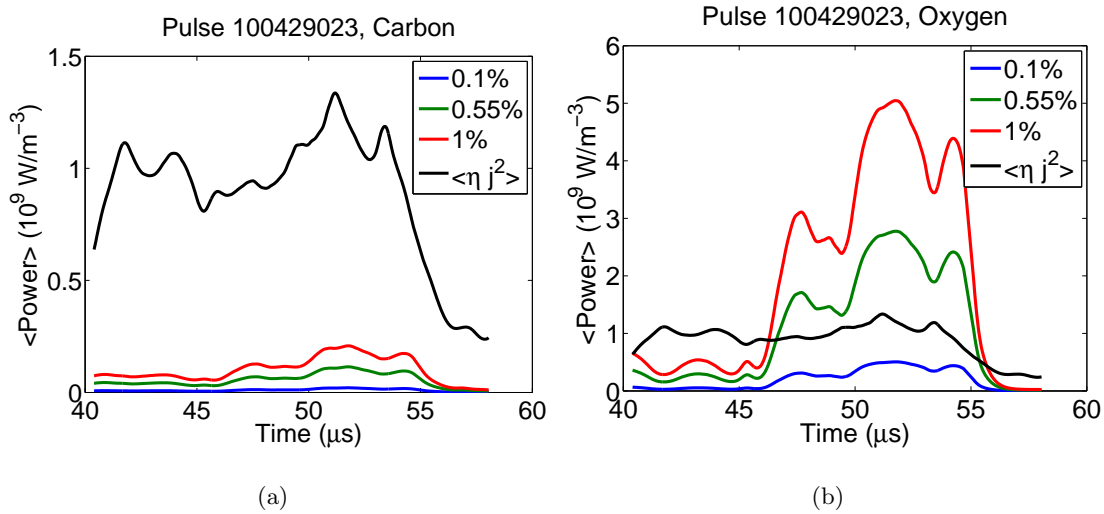 Pulse 100429023, Carbon
<Power> (10⁹ W/m⁻³)
1.5
1
0.5
0
0.1%
0.55%
1%
<η j²>
40 45 50 55 60
Time (μs)
(a)
Pulse 100429023, Oxygen
<Power> (10⁹ W/m⁻³)
6
5
4
3
2
1
0
0.1%
0.55%
1%
<η j²>
40 45 50 55 60
Time (μs)
(b)